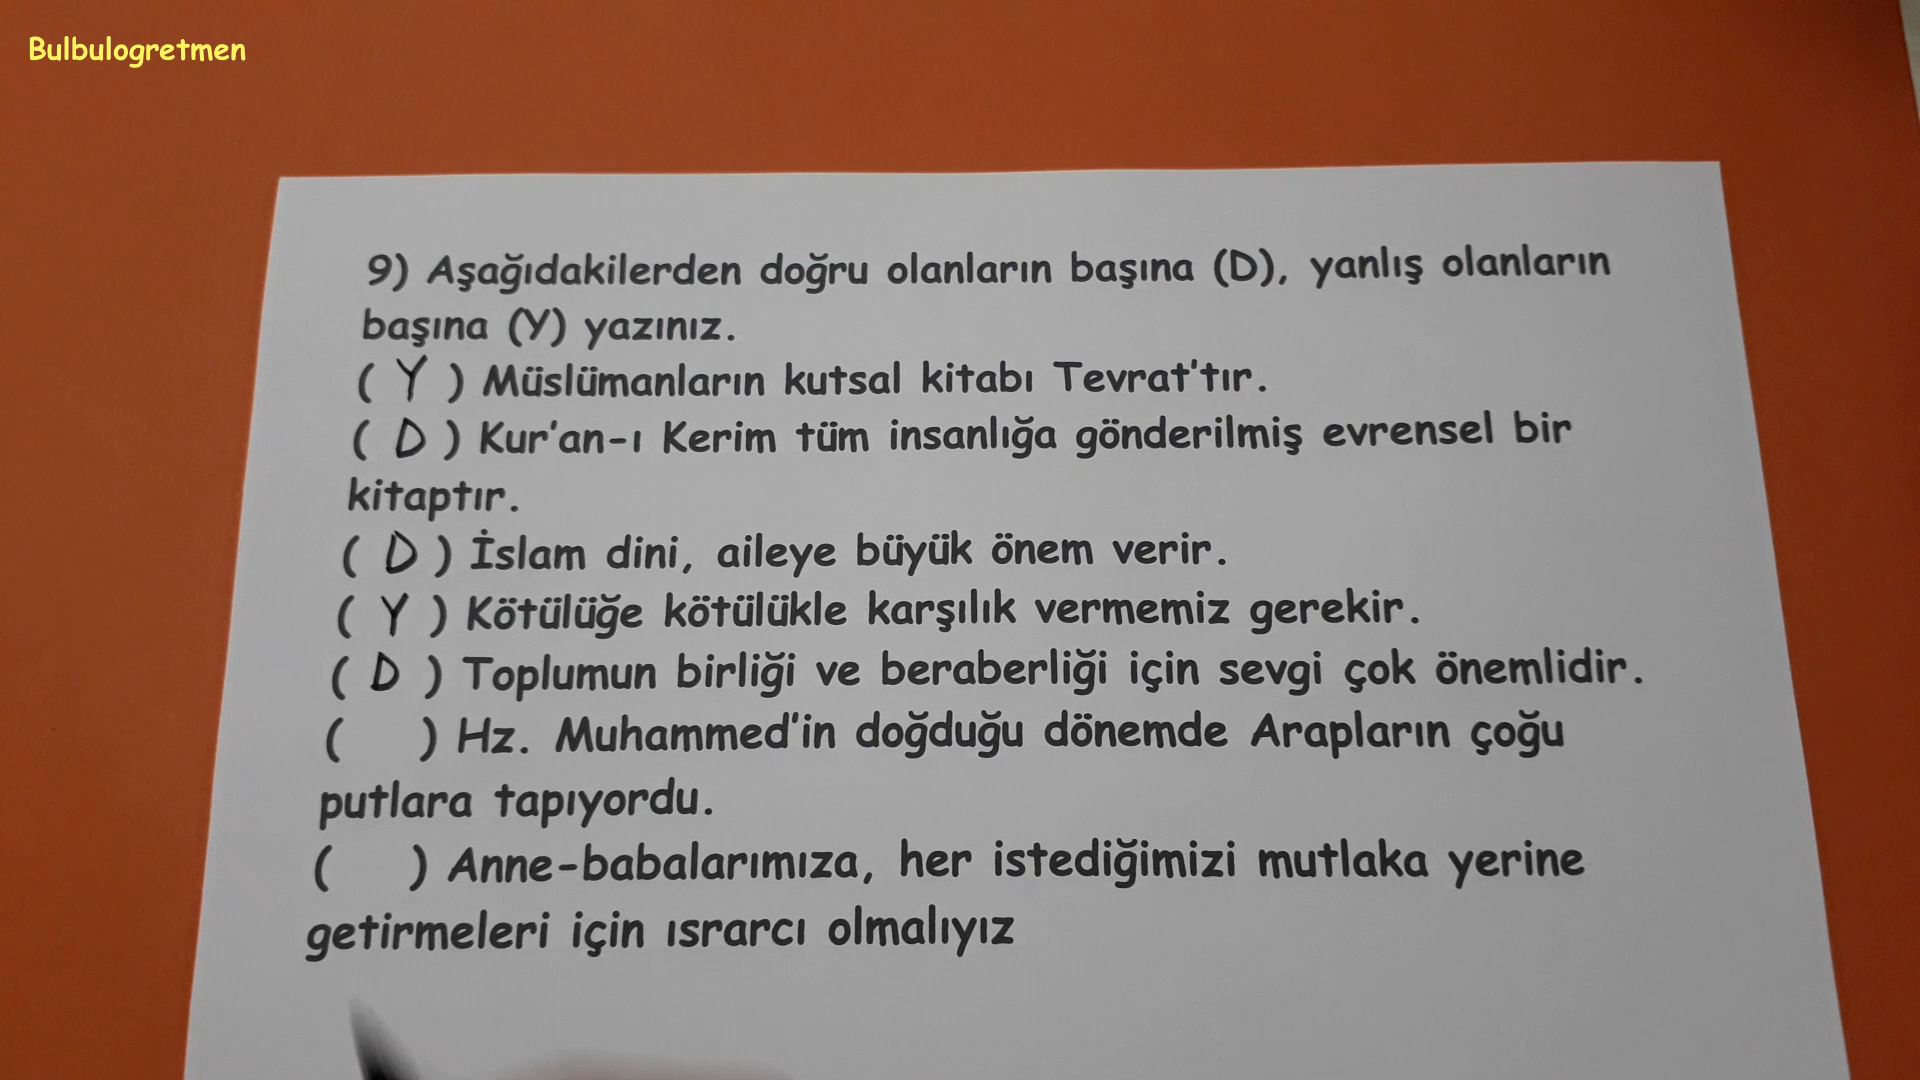 Bulbulogretmen
9) Aşağıdakilerden doğru olanların başına (D), yanlış olanların
başına (Y) yazınız.
( Y ) Müslümanların kutsal kitabı Tevrat'tır.
( D ) Kur'an-ı Kerim tüm insanlığa gönderilmiş evrensel bir
kitaptır.
( D ) İslam dini, aileye büyük önem verir.
( Y ) Kötülüğe kötülükle karşılık vermemiz gerekir.
( D ) Toplumun birliği ve beraberliği için sevgi çok önemlidir.
(   ) Hz. Muhammed'in doğduğu dönemde Arapların çoğu
putlara tapıyordu.
(   ) Anne-babalarımıza, her istediğimizi mutlaka yerine
getirmeleri için ısrarcı olmalıyız